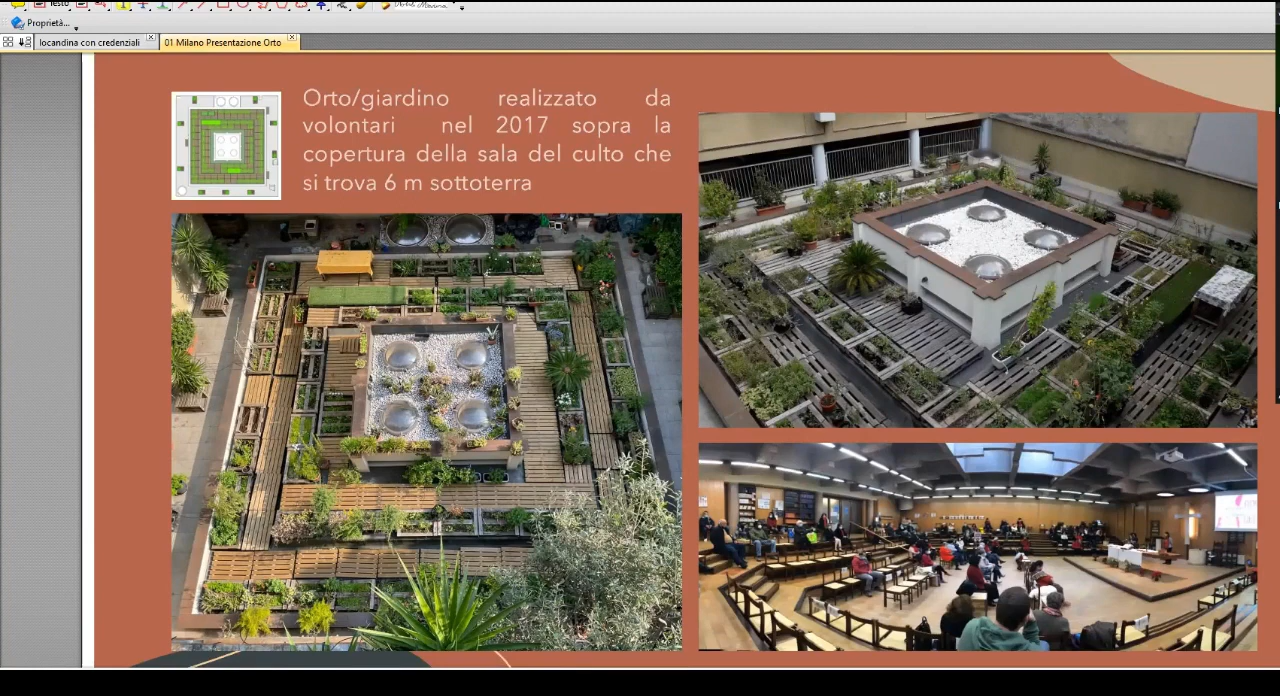 Testo
Proprietà...
locandina con credenziali
01 Milano Presentazione Orto
Orto/giardino realizzato da
volontari nel 2017 sopra la
copertura della sala del culto che
si trova 6 m sottoterra